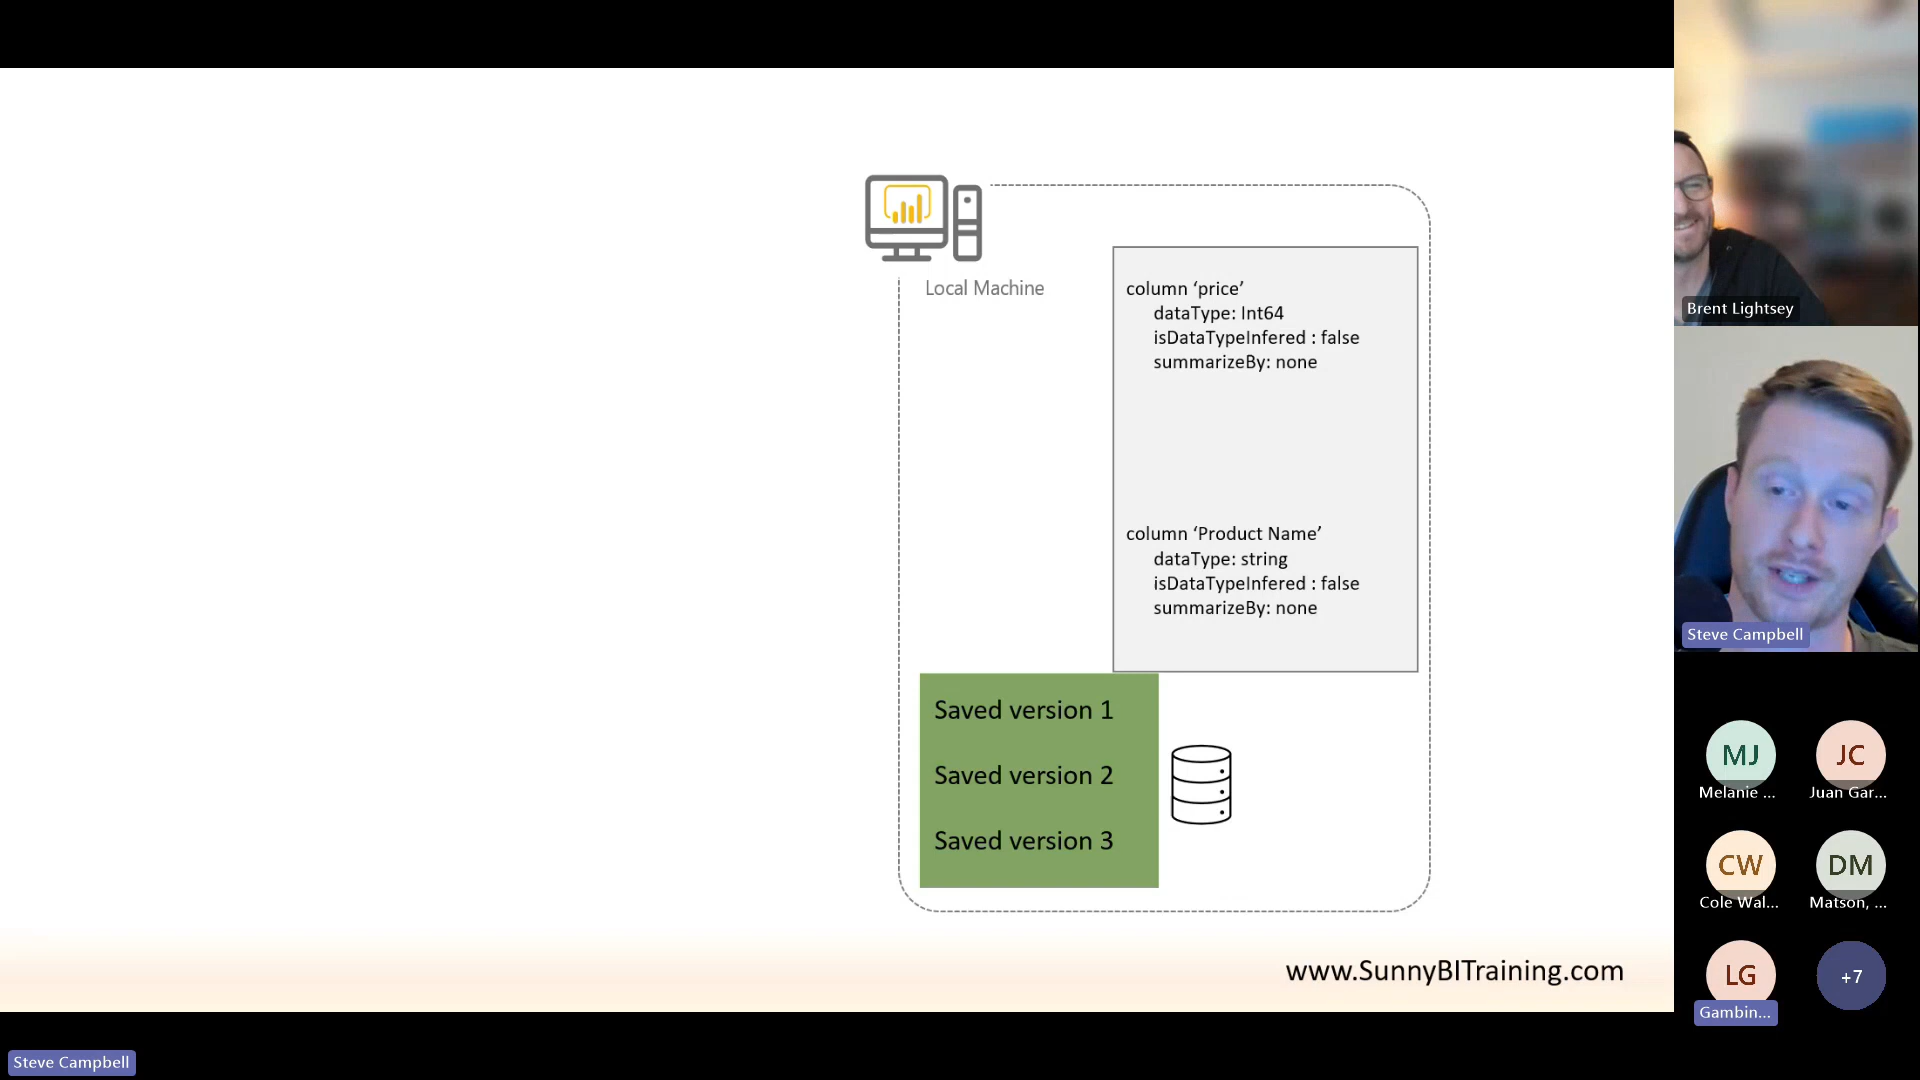 Local Machine
column ‘price’
dataType: Int64
isDataTypeInfered : false
summarizeBy: none
column ‘Product Name’
dataType: string
isDataTypeInfered : false
summarizeBy: none
Saved version 1
Saved version 2
Saved version 3
www.SunnyBITraining.com
Steve Campbell
Brent Lightsey
Steve Campbell
MJ
JC
Melanie ...
Juan Gar...
CW
DM
Cole Wal...
Matson, ...
LG
+7
Gambin...